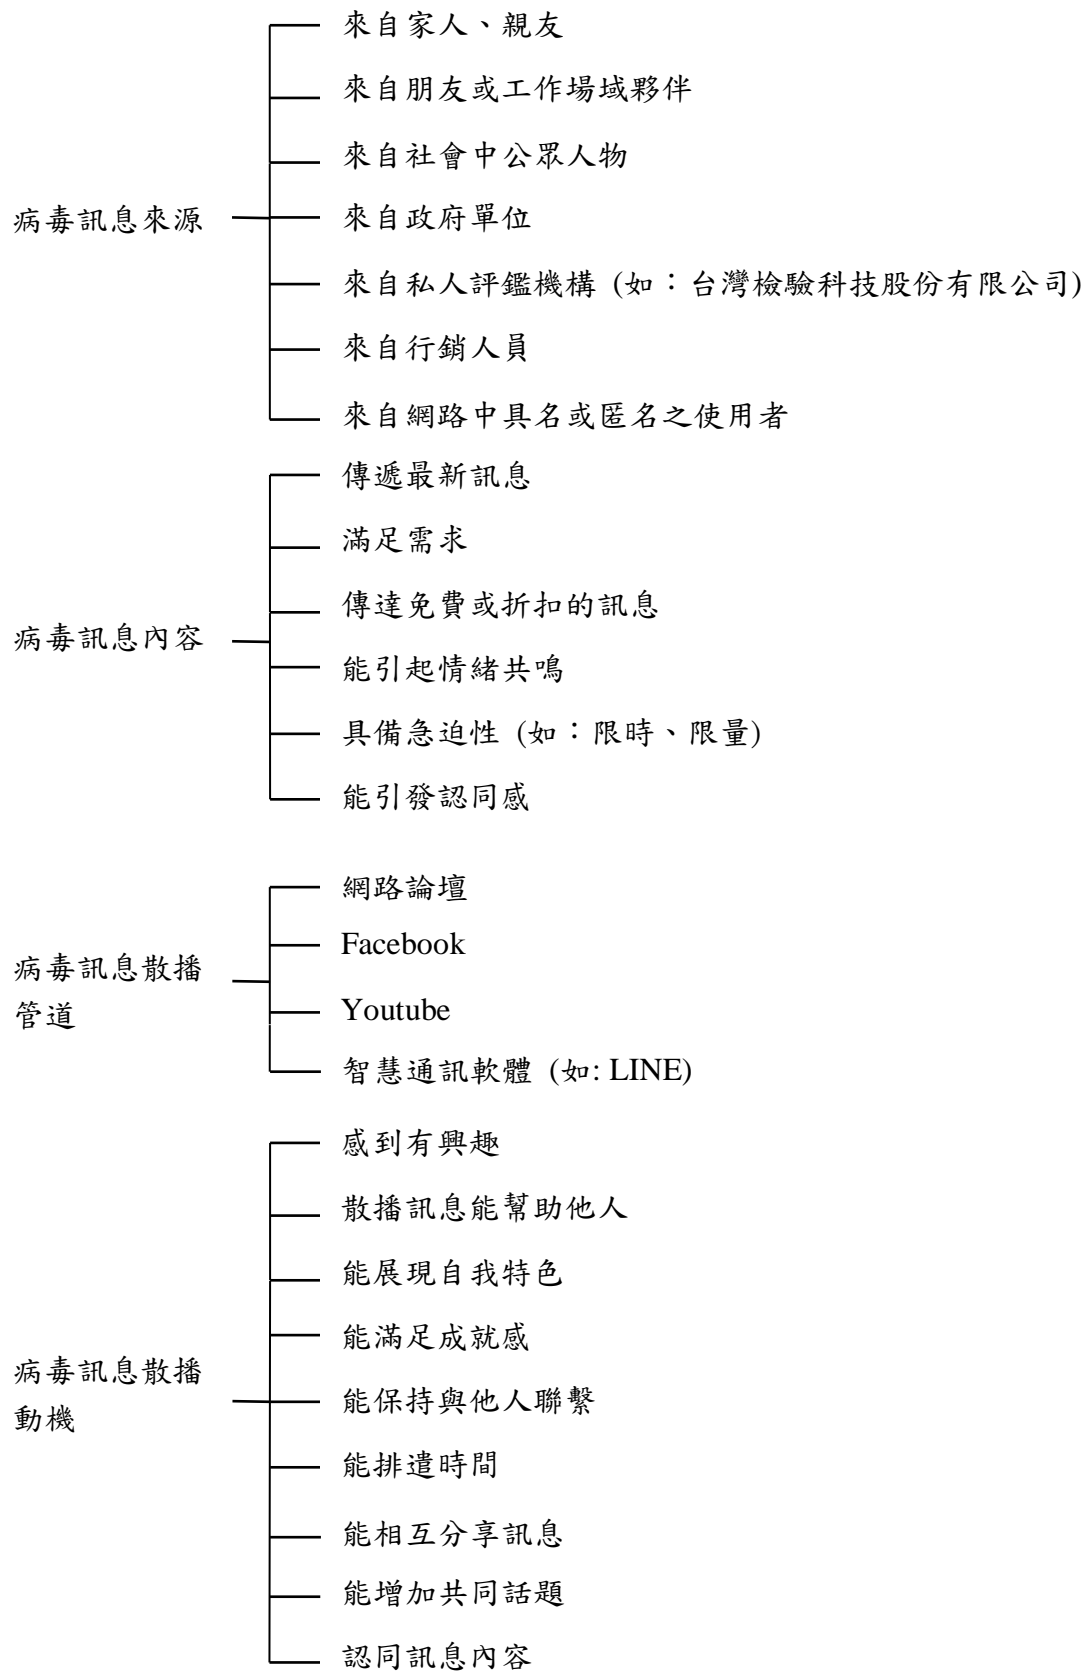 病毒訊息來源
來自家人、親友
來自朋友或工作場域夥伴
來自社會中公眾人物
來自政府單位
來自私人評鑑機構 (如：台灣檢驗科技股份有限公司)
來自行銷人員
來自網路中具名或匿名之使用者
病毒訊息內容
傳遞最新訊息
滿足需求
傳達免費或折扣的訊息
能引起情緒共鳴
具備急迫性 (如：限時、限量)
能引發認同感
病毒訊息散播
管道
網路論壇
Facebook
Youtube
智慧通訊軟體 (如: LINE)
病毒訊息散播
動機
感到有興趣
散播訊息能幫助他人
能展現自我特色
能滿足成就感
能保持與他人聯繫
能排遣時間
能相互分享訊息
能增加共同話題
認同訊息內容